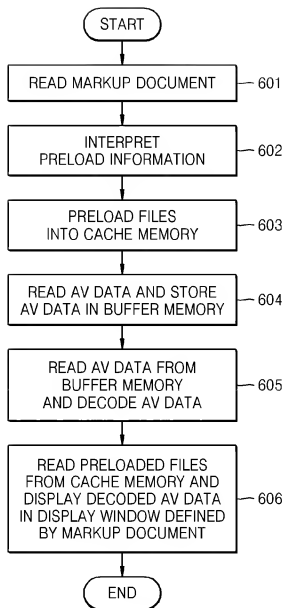 START
READ MARKUP DOCUMENT
601
INTERPRET
PRELOAD INFORMATION
602
PRELOAD FILES
INTO CACHE MEMORY
603
READ AV DATA AND STORE
AV DATA IN BUFFER MEMORY
604
READ AV DATA FROM
BUFFER MEMORY
AND DECODE AV DATA
605
READ PRELOADED FILES
FROM CACHE MEMORY AND
DISPLAY DECODED AV DATA
IN DISPLAY WINDOW DEFINED
BY MARKUP DOCUMENT
606
END